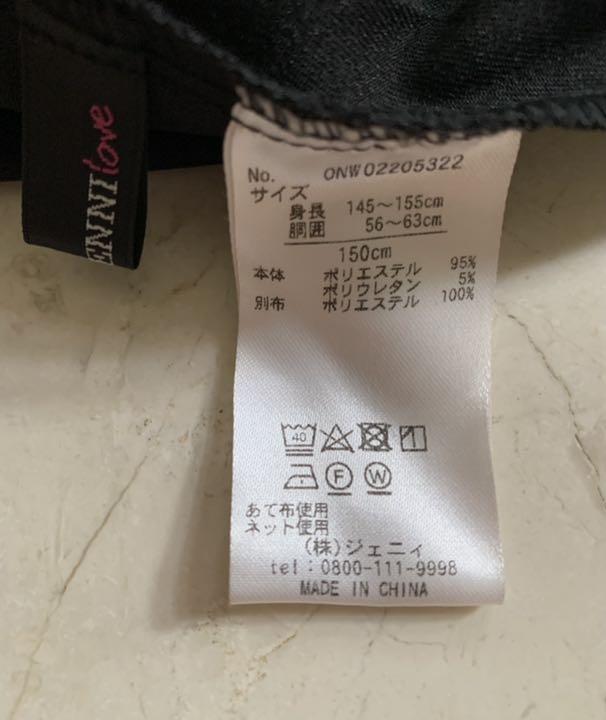 ENNI love
No. ONW02205322
サイズ
身長 145~155cm
胴囲 56~63cm
150cm
本体 ポリエステル 95%
ポリウレタン 5%
別布 ポリエステル 100%
40
F W
あて布使用
ネット使用
(株)ジェニィ
tel:0800-111-9998
MADE IN CHINA